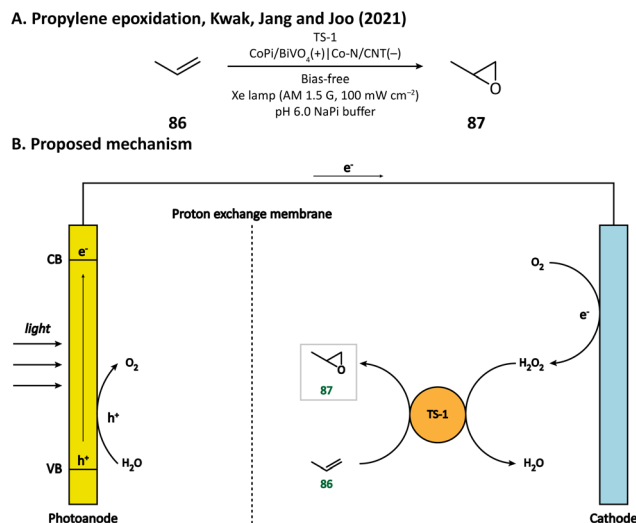 A. Propylene epoxidation, Kwak, Jang and Joo (2021)
TS-1
CoPi/BiVO₄(+)|Co-N/CNT(–)
Bias-free
Xe lamp (AM 1.5 G, 100 mW cm⁻²)
pH 6.0 NaPi buffer
O
86
87
B. Proposed mechanism
e⁻
Proton exchange membrane
CB
e⁻
O₂
e⁻
light
O₂
O
87
H₂O₂
h⁺
TS-1
VB
h⁺
H₂O
86
H₂O
Photoanode
Cathode